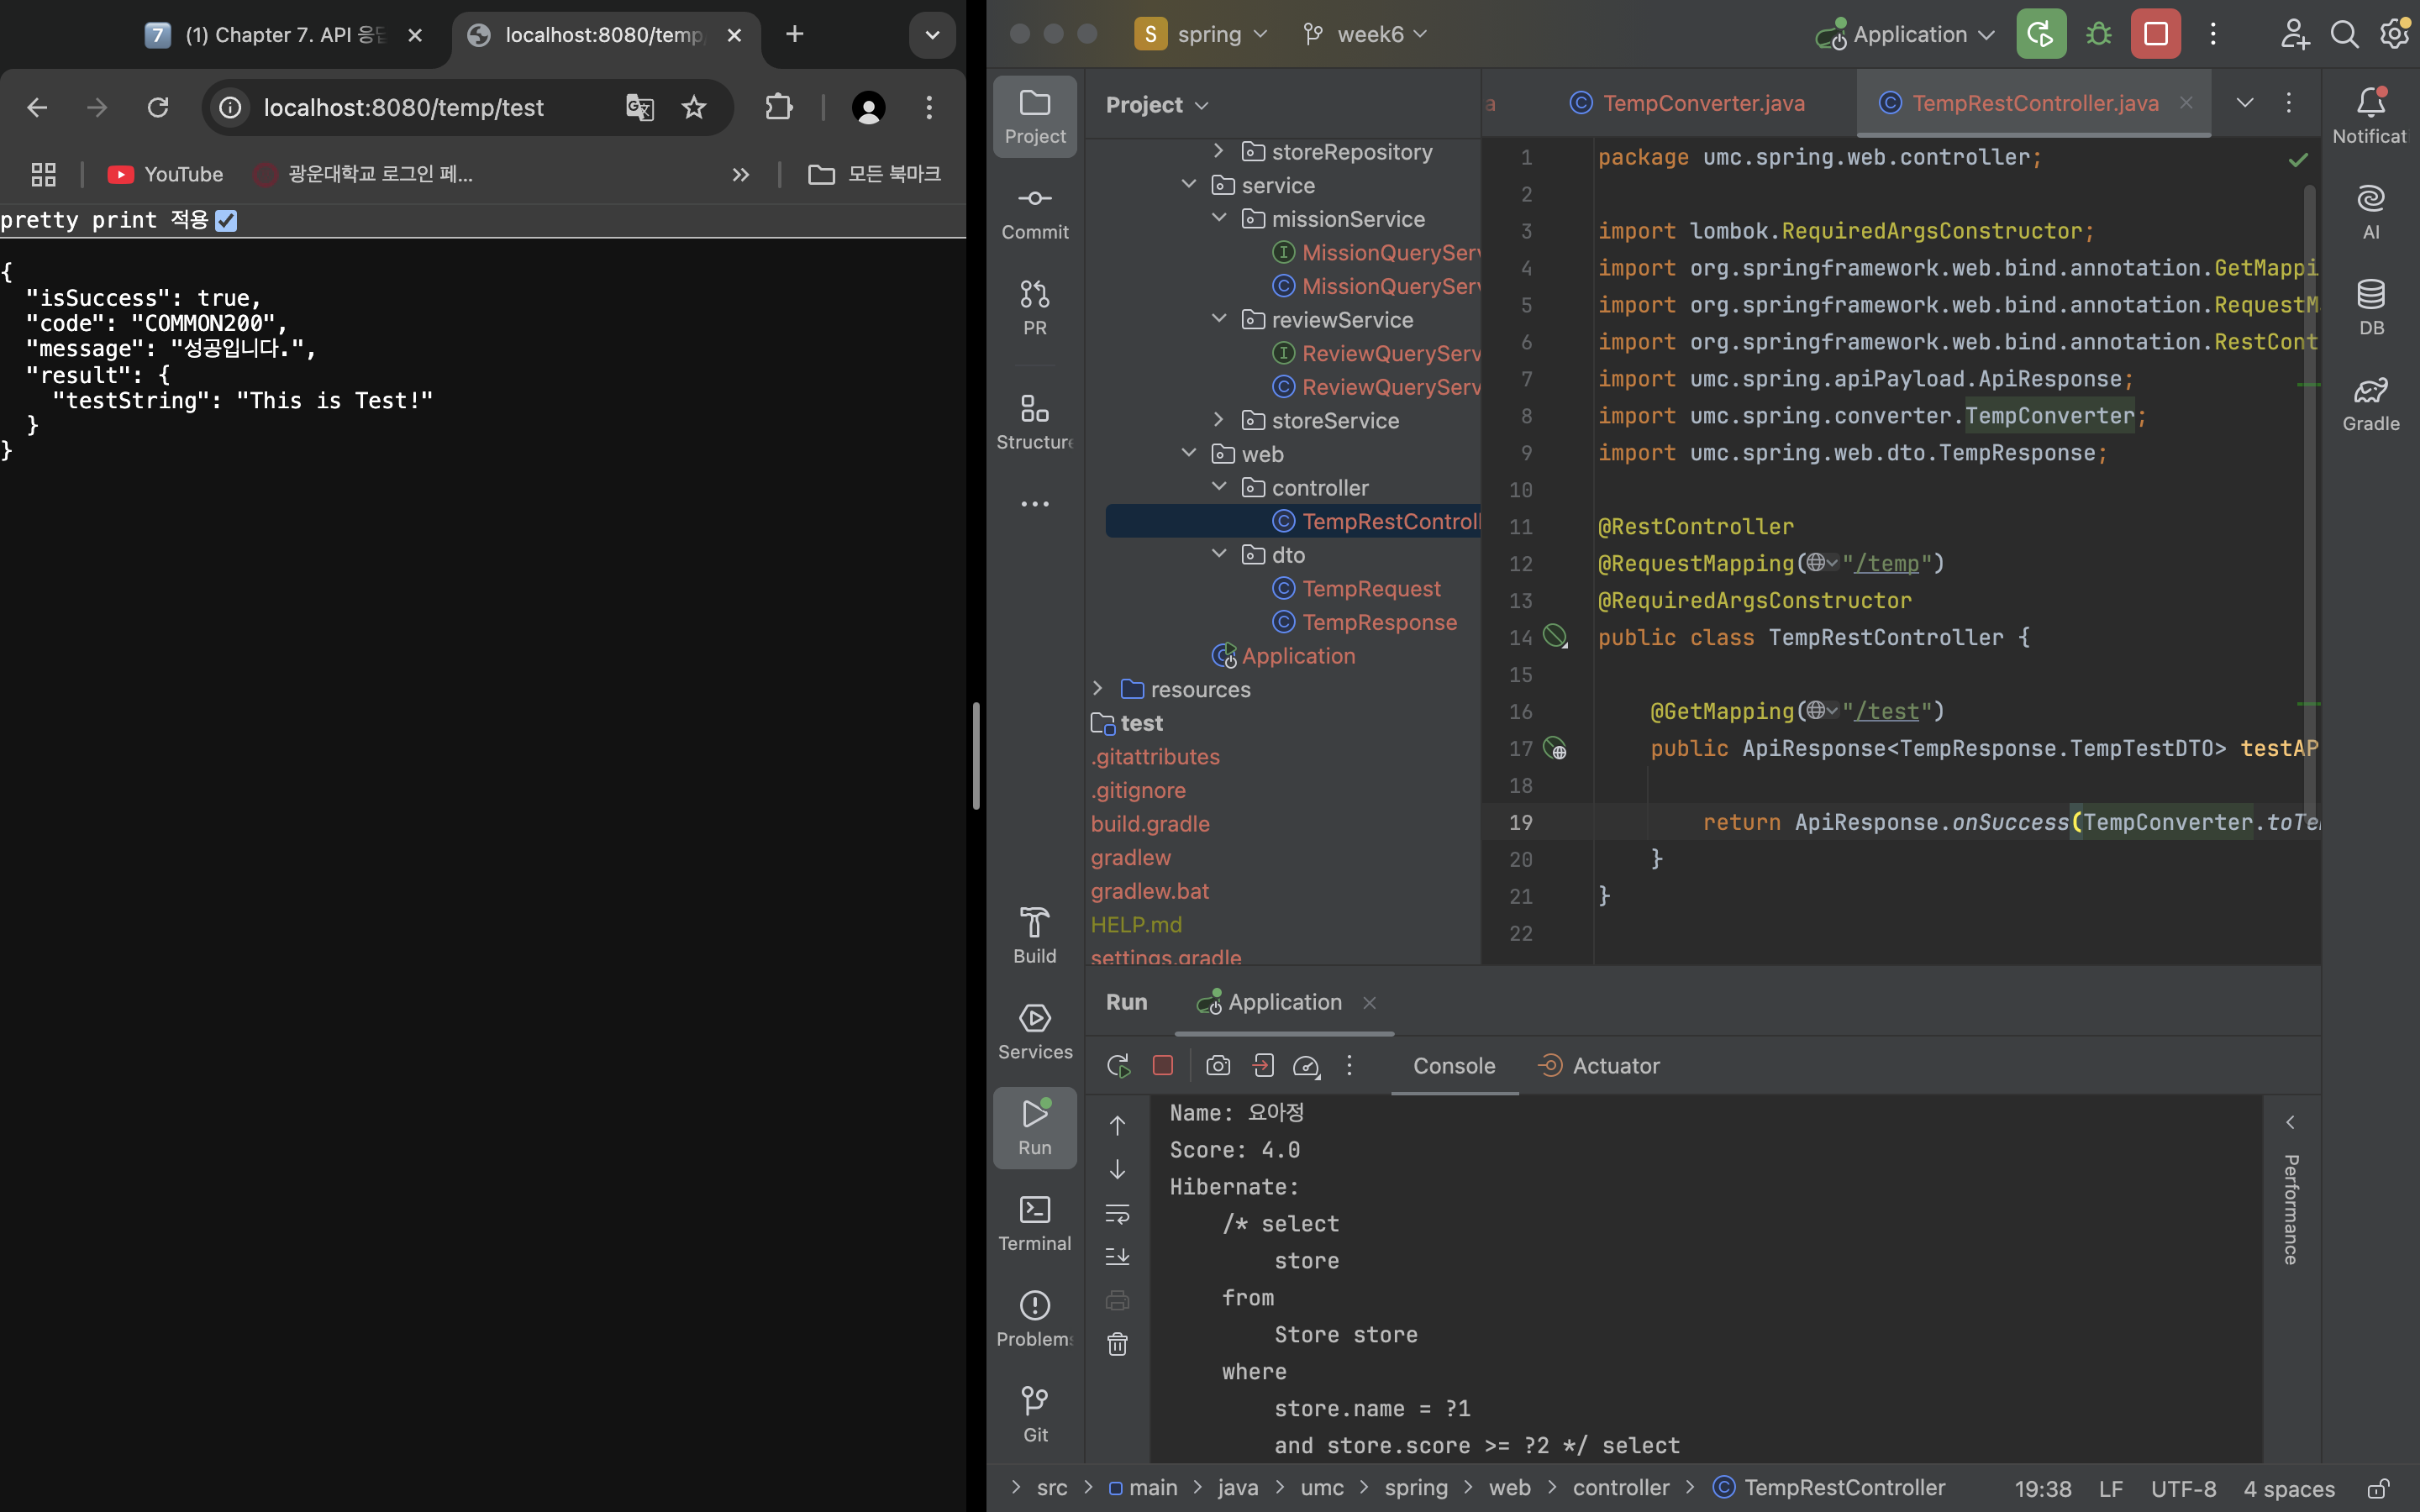 (1) Chapter 7. API 응답
localhost:8080/temp
localhost:8080/temp/test
YouTube
광운대학교 로그인 페...
모든 북마크
pretty print 적용
{
"isSuccess": true,
"code": "COMMON200",
"message": "성공입니다.",
"result": {
"testString": "This is Test!"
}
}
S spring
week6
Application
Project
Commit
PR
Structure
Build
Services
Run
Terminal
Problems
Git
Project
storeRepository
service
missionService
MissionQueryServ
MissionQueryServ
reviewService
ReviewQueryServ
ReviewQueryServ
storeService
web
controller
TempRestControll
dto
TempRequest
TempResponse
Application
resources
test
.gitattributes
.gitignore
build.gradle
gradlew
gradlew.bat
HELP.md
settings.gradle
a
TempConverter.java
TempRestController.java
1 package umc.spring.web.controller;
2
3 import lombok.RequiredArgsConstructor;
4 import org.springframework.web.bind.annotation.GetMappi
5 import org.springframework.web.bind.annotation.RequestM
6 import org.springframework.web.bind.annotation.RestCont
7 import umc.spring.apiPayload.ApiResponse;
8 import umc.spring.converter.TempConverter;
9 import umc.spring.web.dto.TempResponse;
10
11 @RestController
12 @RequestMapping("/temp")
13 @RequiredArgsConstructor
14 public class TempRestController {
15
16 @GetMapping("/test")
17 public ApiResponse<TempResponse.TempTestDTO> testAP
18
19 return ApiResponse.onSuccess(TempConverter.toTe
20 }
21 }
22
Notificat
AI
DB
Gradle
Run
Application
Console
Actuator
Name: 요아정
Score: 4.0
Hibernate:
/* select
store
from
Store store
where
store.name = ?1
and store.score >= ?2 */ select
Performance
src > main > java > umc > spring > web > controller > TempRestController
19:38 LF UTF-8 4 spaces